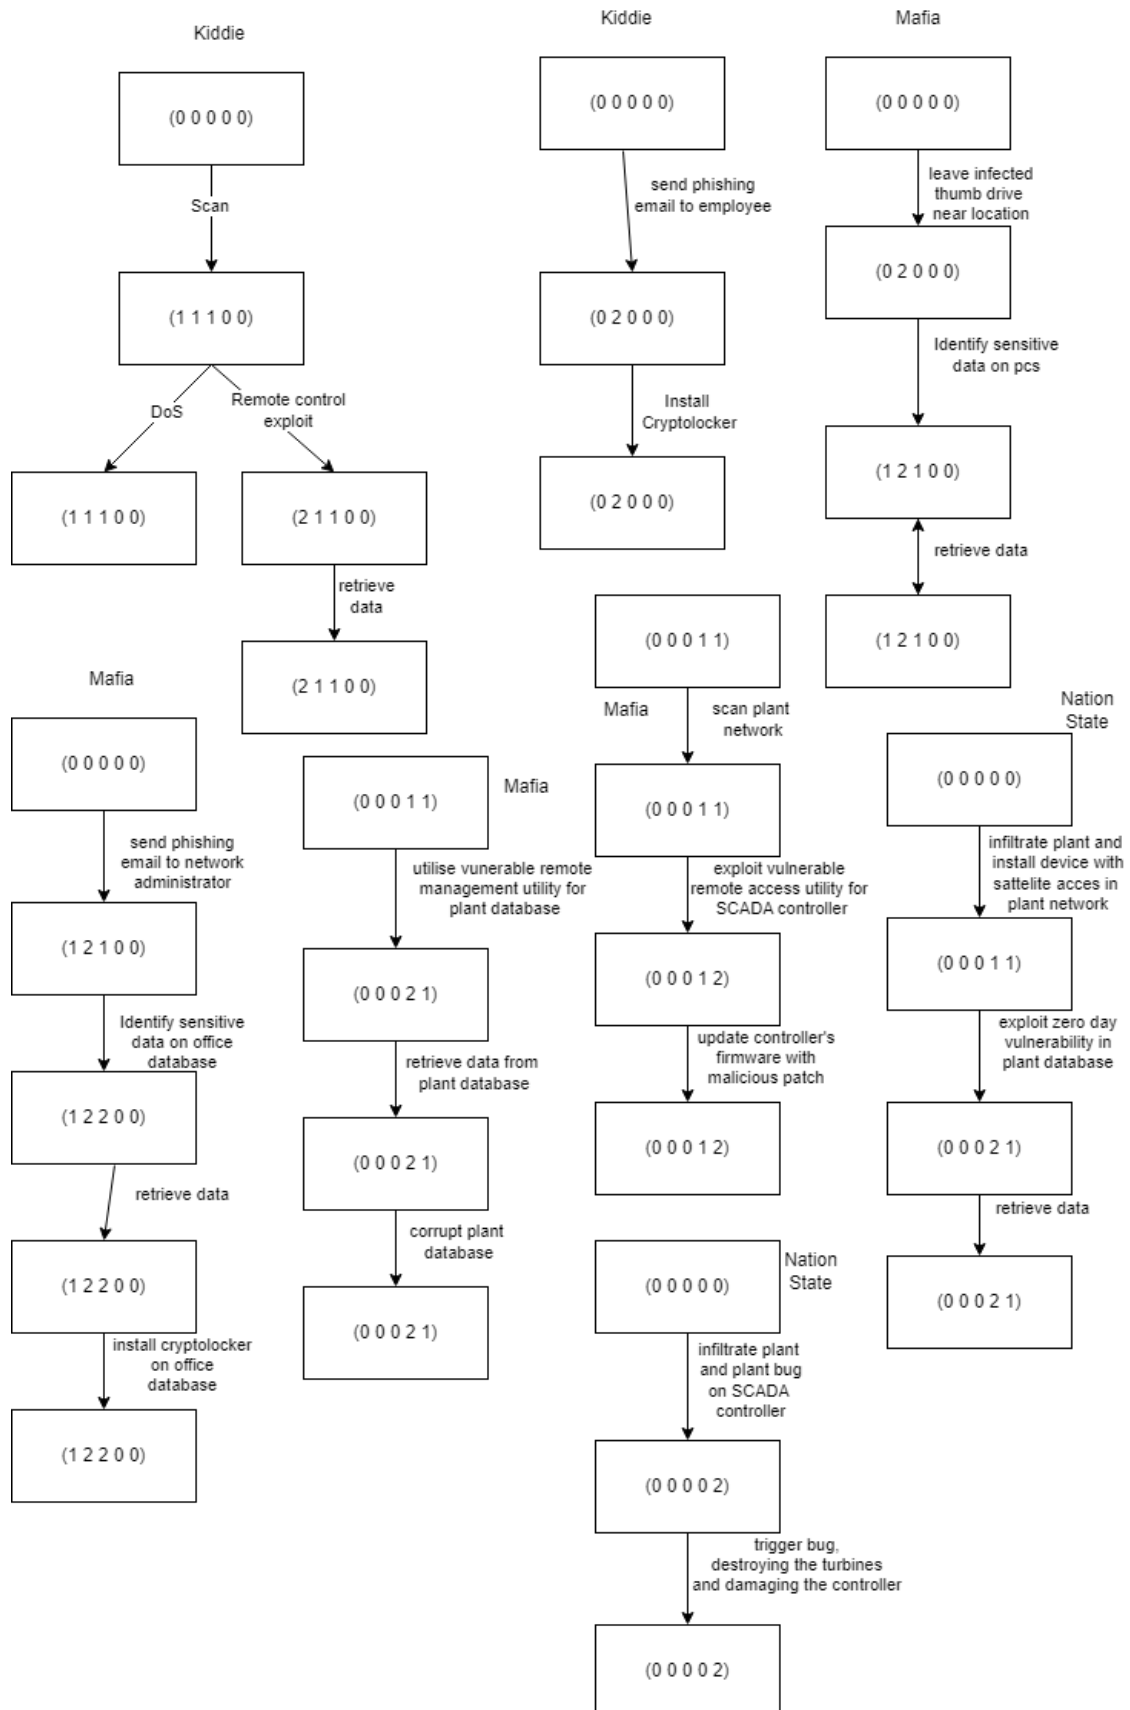 Kiddie
(0 0 0 0 0)
Scan
(1 1 1 0 0)
DoS
Remote control
exploit
(1 1 1 0 0)
(2 1 1 0 0)
retrieve
data
(2 1 1 0 0)
Kiddie
(0 0 0 0 0)
send phishing
email to employee
(0 2 0 0 0)
Install
Cryptolocker
(0 2 0 0 0)
Mafia
(0 0 0 0 0)
leave infected
thumb drive
near location
(0 2 0 0 0)
Identify sensitive
data on pcs
(1 2 1 0 0)
retrieve data
(1 2 1 0 0)
Mafia
(0 0 0 0 0)
send phishing
email to network
administrator
(1 2 1 0 0)
Identify sensitive
data on office
database
(1 2 2 0 0)
retrieve data
(1 2 2 0 0)
install cryptolocker
on office
database
(1 2 2 0 0)
Mafia
(0 0 0 1 1)
utilise vunerable remote
management utility for
plant database
(0 0 0 2 1)
retrieve data from
plant database
(0 0 0 2 1)
corrupt plant
database
(0 0 0 2 1)
(0 0 0 1 1)
Mafia
scan plant
network
(0 0 0 1 1)
exploit vulnerable
remote access utility for
SCADA controller
(0 0 0 1 2)
update controller's
firmware with
malicious patch
(0 0 0 1 2)
Nation
State
(0 0 0 0 0)
infiltrate plant and
install device with
sattelite acces in
plant network
(0 0 0 1 1)
exploit zero day
vulnerability in
plant database
(0 0 0 2 1)
retrieve data
(0 0 0 2 1)
Nation
State
(0 0 0 0 0)
infiltrate plant
and plant bug
on SCADA
controller
(0 0 0 0 2)
trigger bug,
destroying the turbines
and damaging the controller
(0 0 0 0 2)